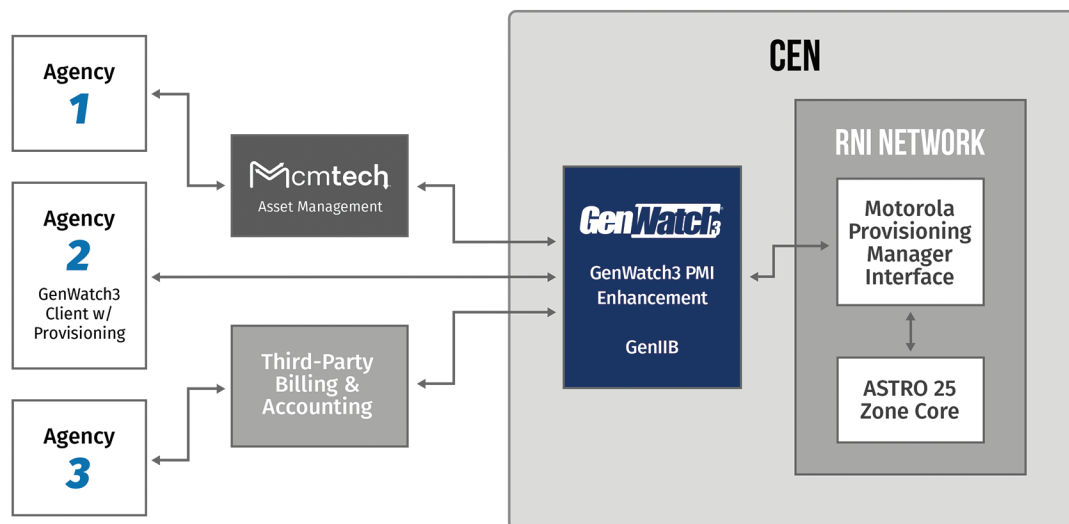 Agency
1
Agency
2
GenWatch3
Client w/
Provisioning
Agency
3
Mcmtech
Asset Management
Third-Party
Billing &
Accounting
CEN
GenWatch3
GenWatch3 PMI
Enhancement
GenIIB
RNI NETWORK
Motorola
Provisioning
Manager
Interface
ASTRO 25
Zone Core